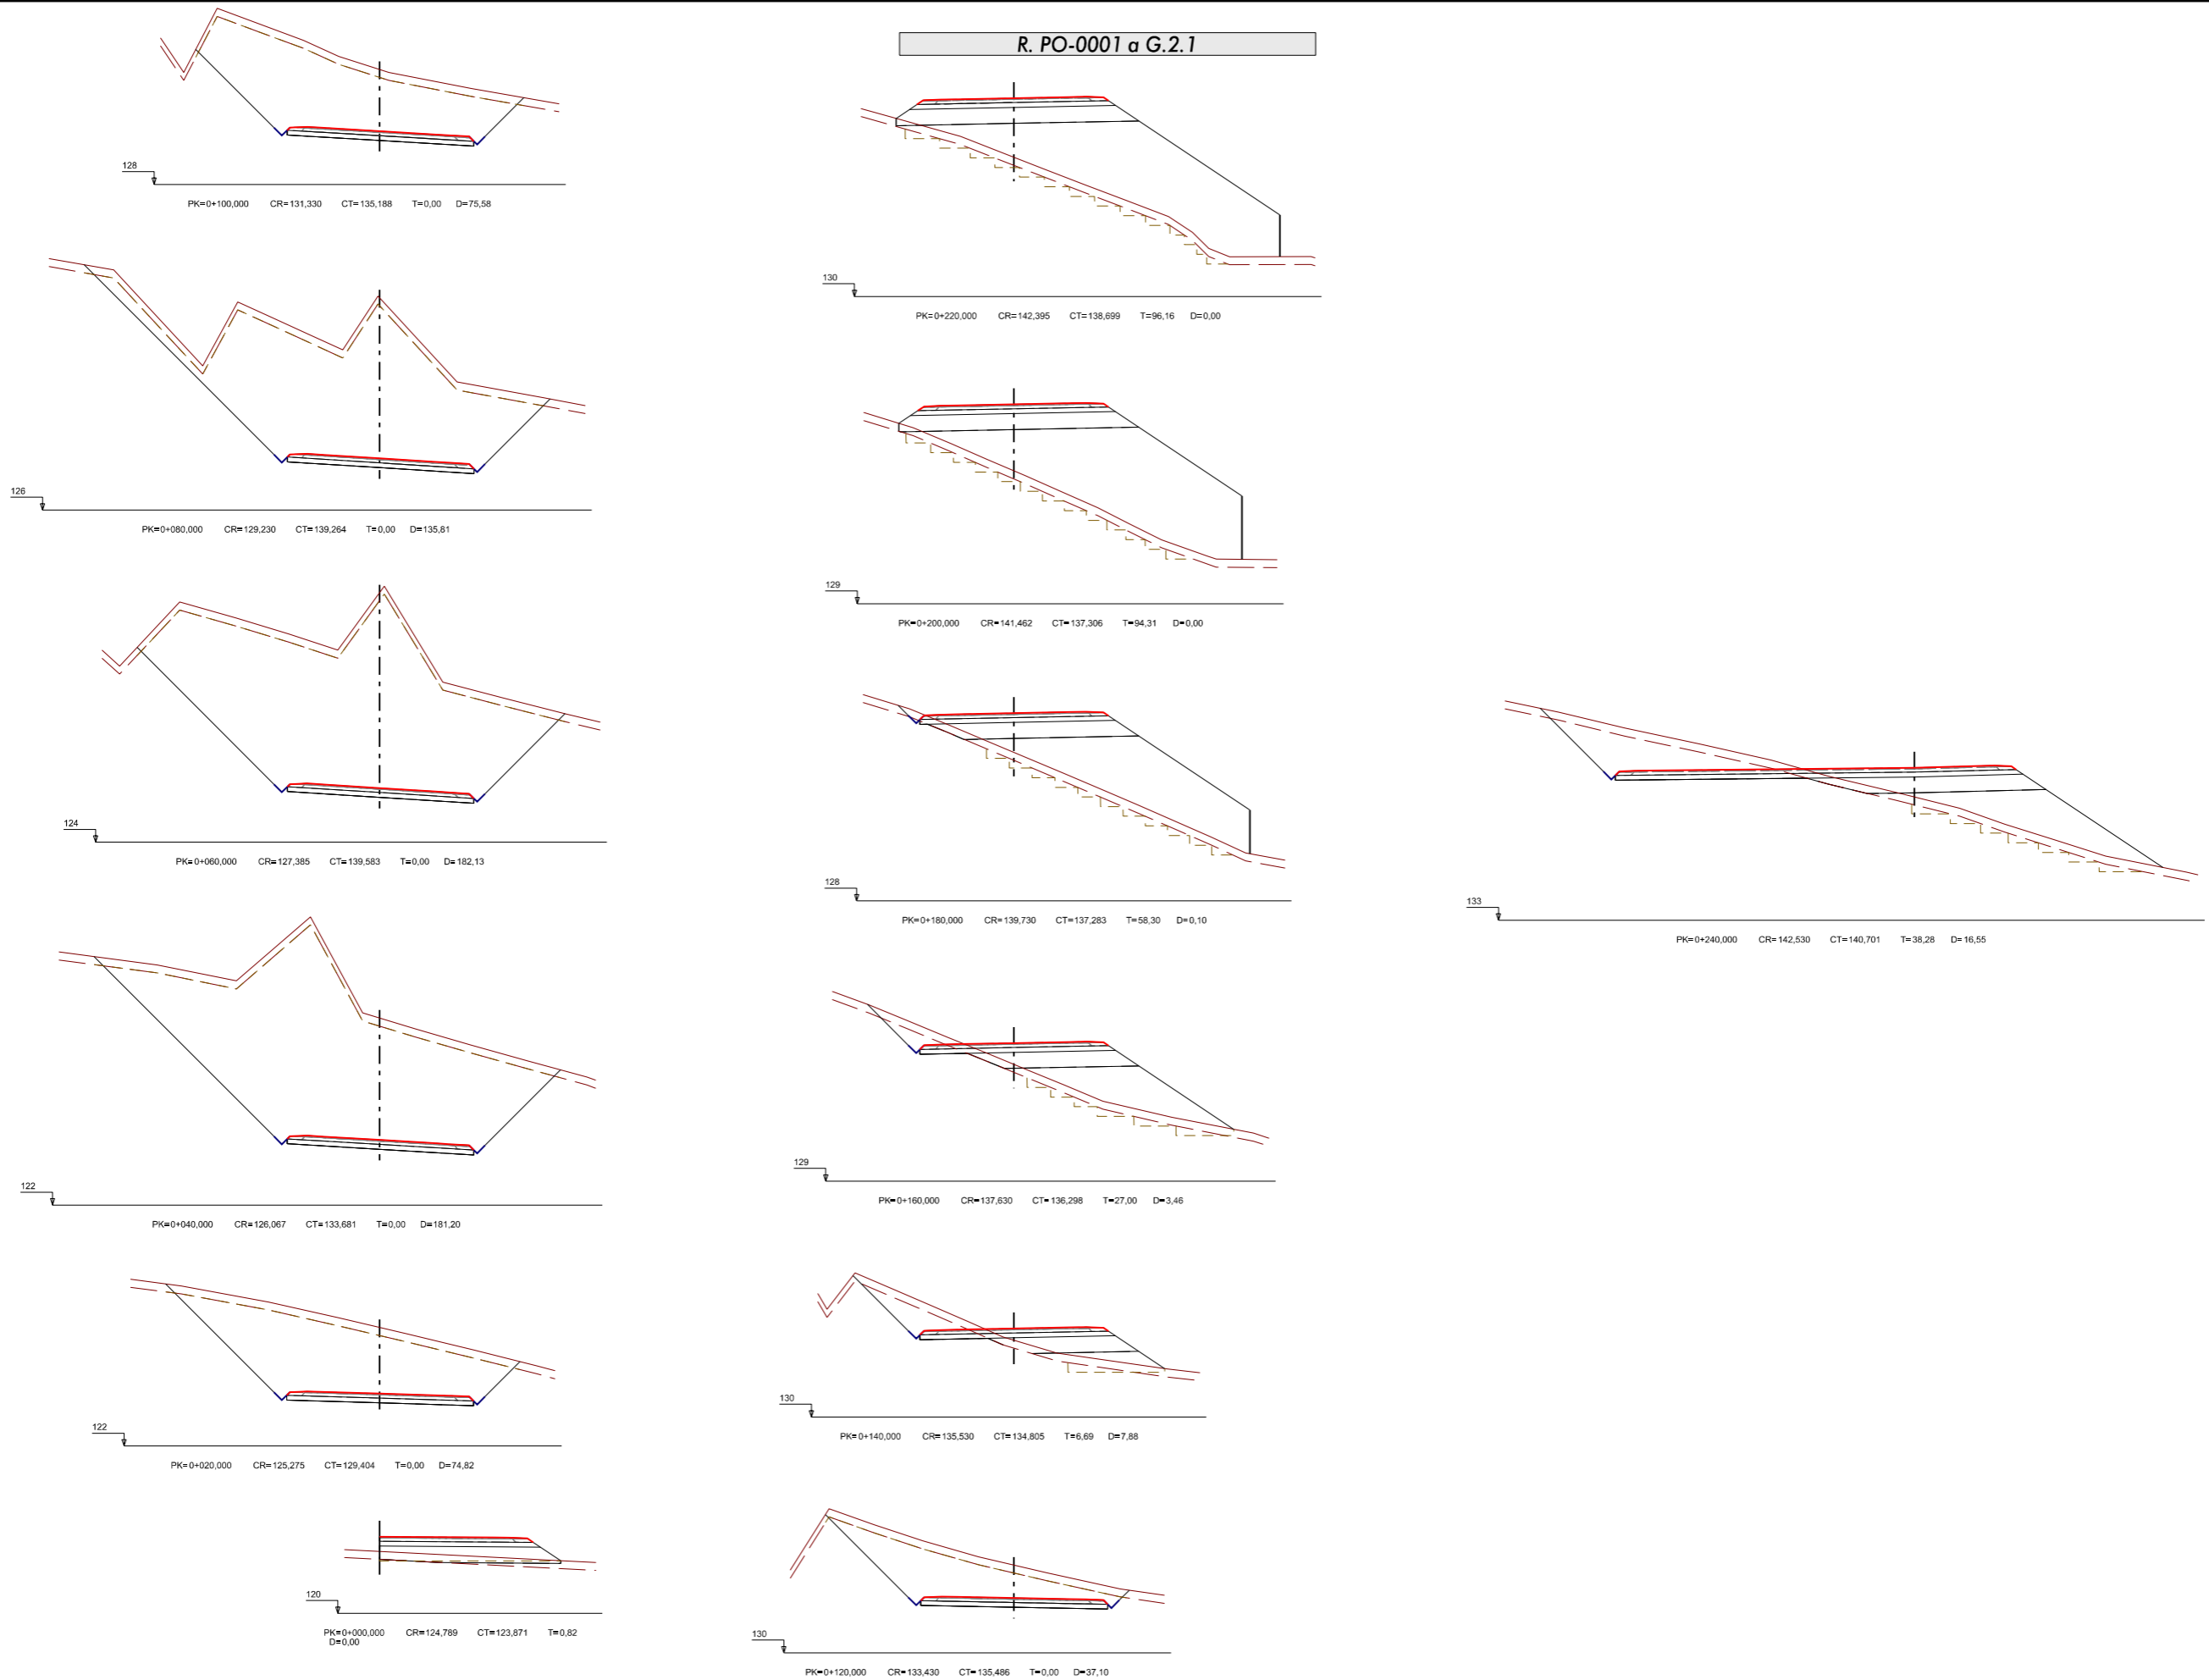 R. PO-0001 a G.2.1
128
PK=0+100,000 CR=131,330 CT=135,188 T=0,00 D=75,58
126
PK=0+080,000 CR=129,230 CT=139,264 T=0,00 D=135,81
124
PK=0+060,000 CR=127,385 CT=139,583 T=0,00 D=182,13
122
PK=0+040,000 CR=126,067 CT=133,681 T=0,00 D=181,20
122
PK=0+020,000 CR=125,275 CT=129,404 T=0,00 D=74,82
120
PK=0+000,000 CR=124,789 CT=123,871 T=0,82
D=0,00
130
PK=0+220,000 CR=142,395 CT=138,699 T=96,16 D=0,00
129
PK=0+200,000 CR=141,462 CT=137,306 T=94,31 D=0,00
128
PK=0+180,000 CR=139,730 CT=137,283 T=58,30 D=0,10
129
PK=0+160,000 CR=137,630 CT=136,298 T=27,00 D=3,46
130
PK=0+140,000 CR=135,530 CT=134,805 T=6,69 D=7,88
130
PK=0+120,000 CR=133,430 CT=135,486 T=0,00 D=37,10
133
PK=0+240,000 CR=142,530 CT=140,701 T=38,28 D=16,55